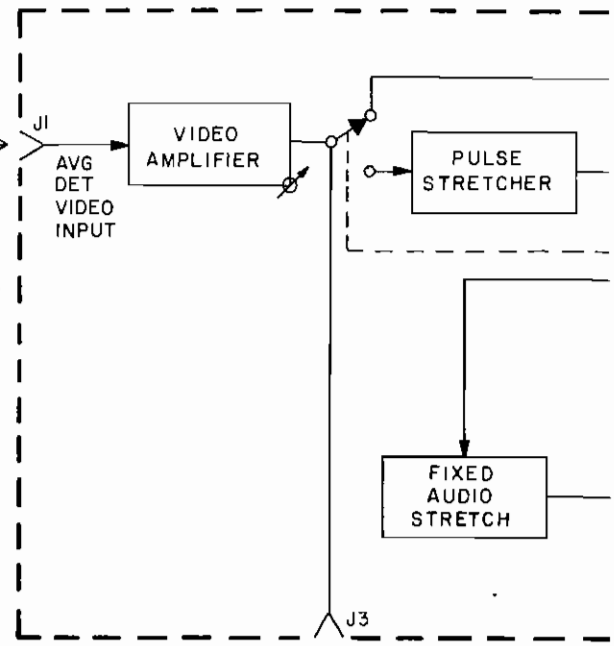 J1
AVG
DET
VIDEO
INPUT
VIDEO
AMPLIFIER
PULSE
STRETCHER
FIXED
AUDIO
STRETCH
J3